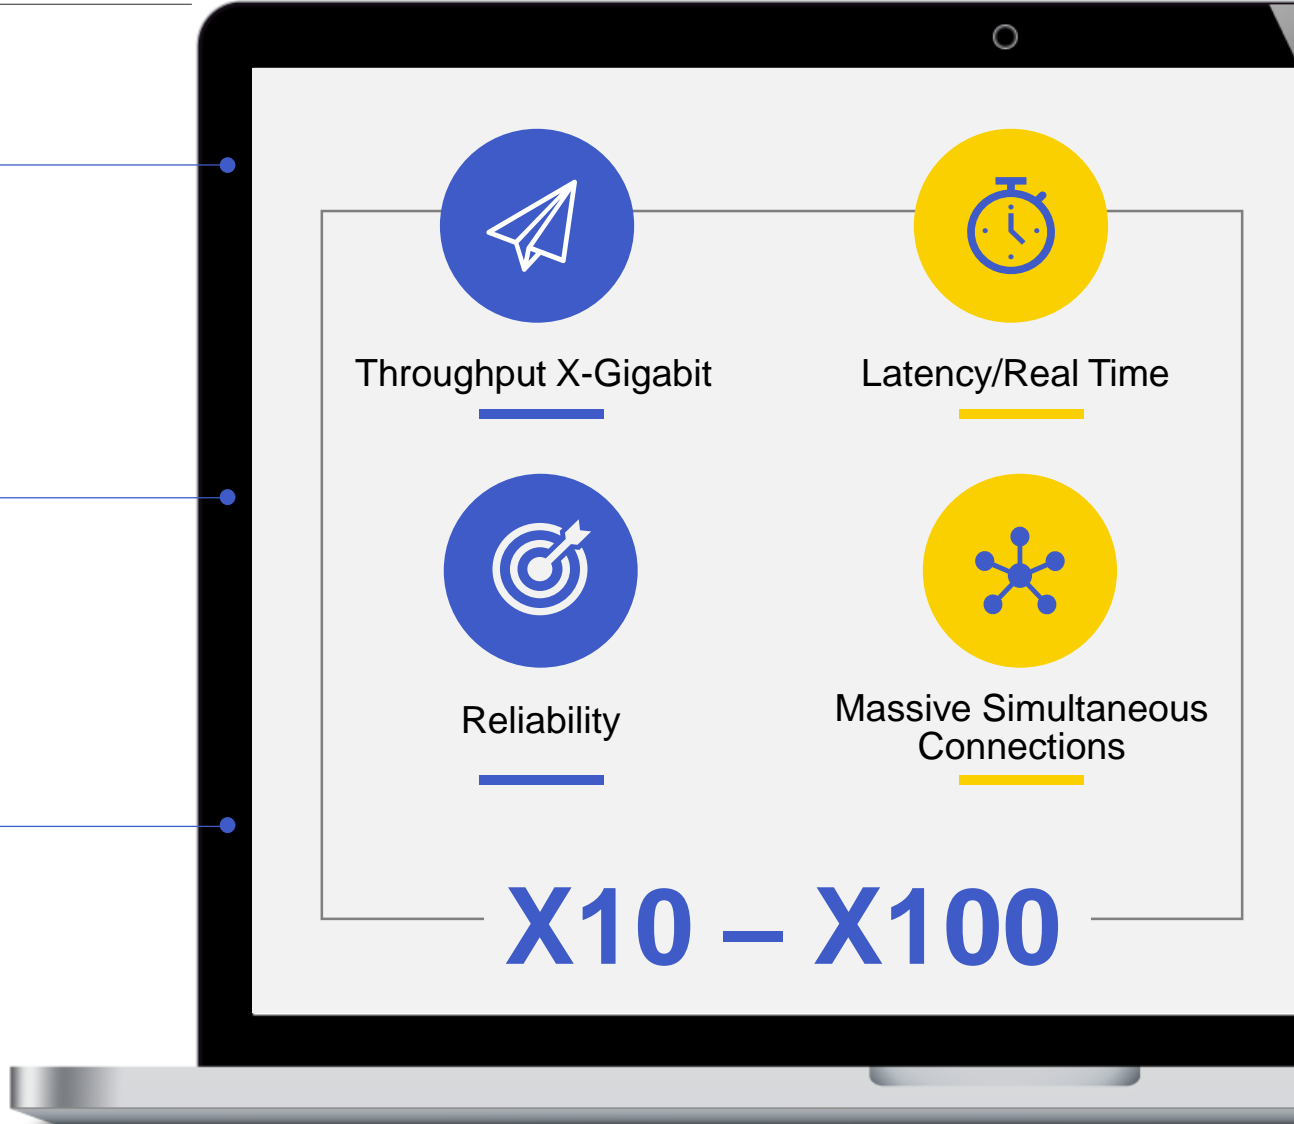 Throughput X-Gigabit
Latency/Real Time
Reliability
Massive Simultaneous
Connections
X10 – X100